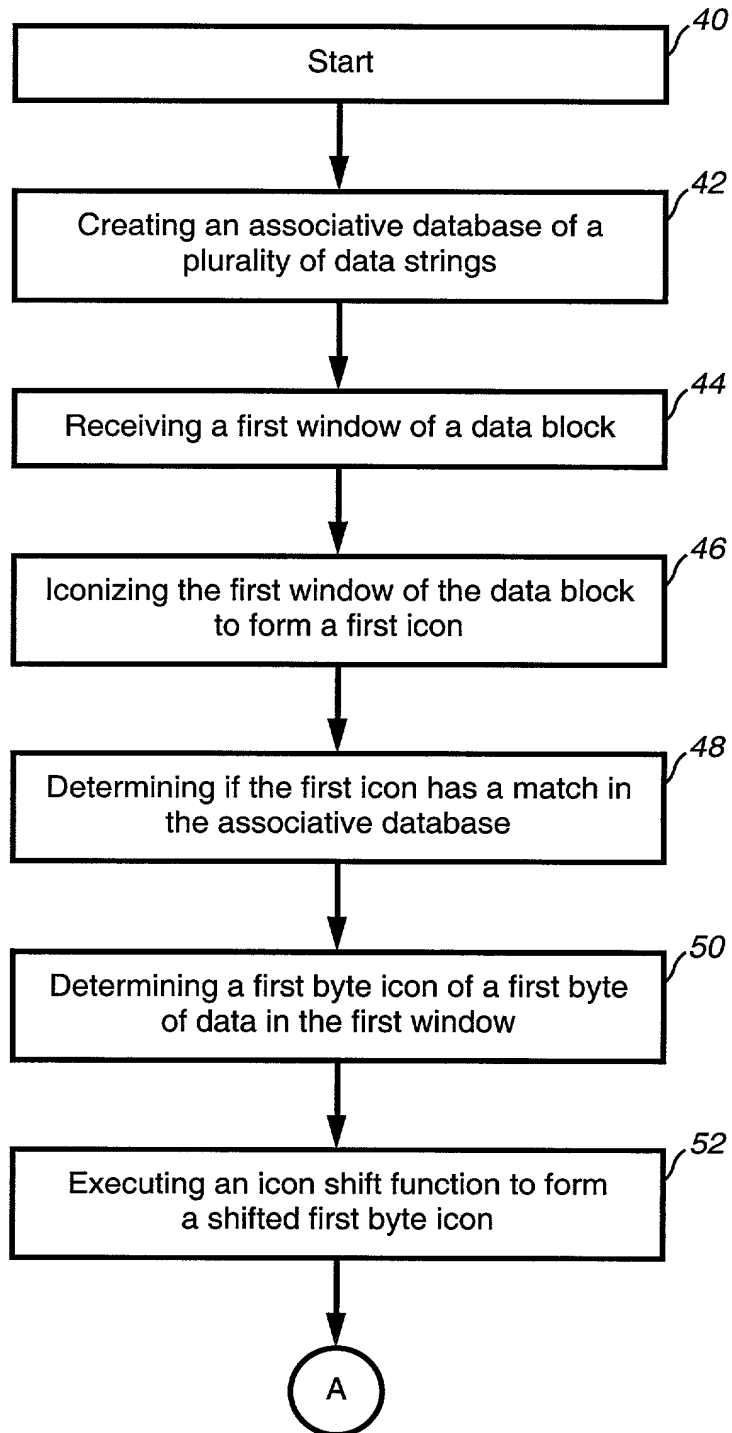 40
Start
42
Creating an associative database of a
plurality of data strings
44
Receiving a first window of a data block
46
Iconizing the first window of the data block
to form a first icon
48
Determining if the first icon has a match in
the associative database
50
Determining a first byte icon of a first byte
of data in the first window
52
Executing an icon shift function to form
a shifted first byte icon
A